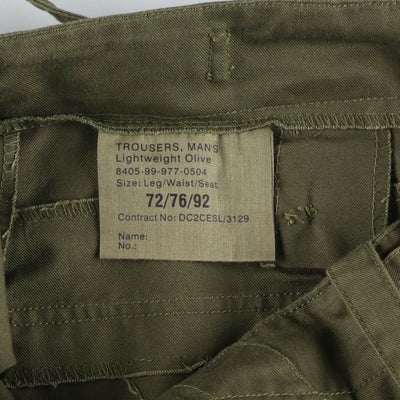 TROUSERS, MAN'S
Lightweight Olive
8405-99-977-0504
Size: Leg/Waist/Seat
72/76/92
Contract No: DC2CESL/3129
Name:
No.: